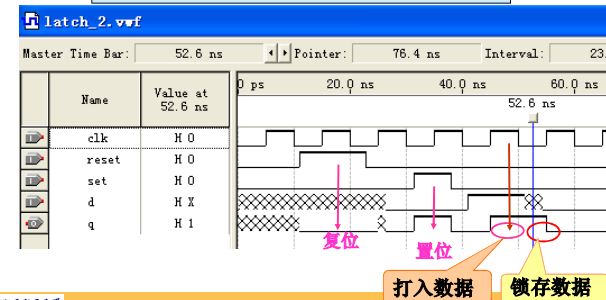 latch_2.vwf
Master Time Bar: 52.6 ns Pointer: 76.4 ns Interval: 23.
Name Value at 52.6 ns 0 ps 20.0 ns 40.0 ns 60.0 ns
52.6 ns
clk H 0
reset H 0
set H 0
d H X
q H 1
复位
置位
打入数据
锁存数据